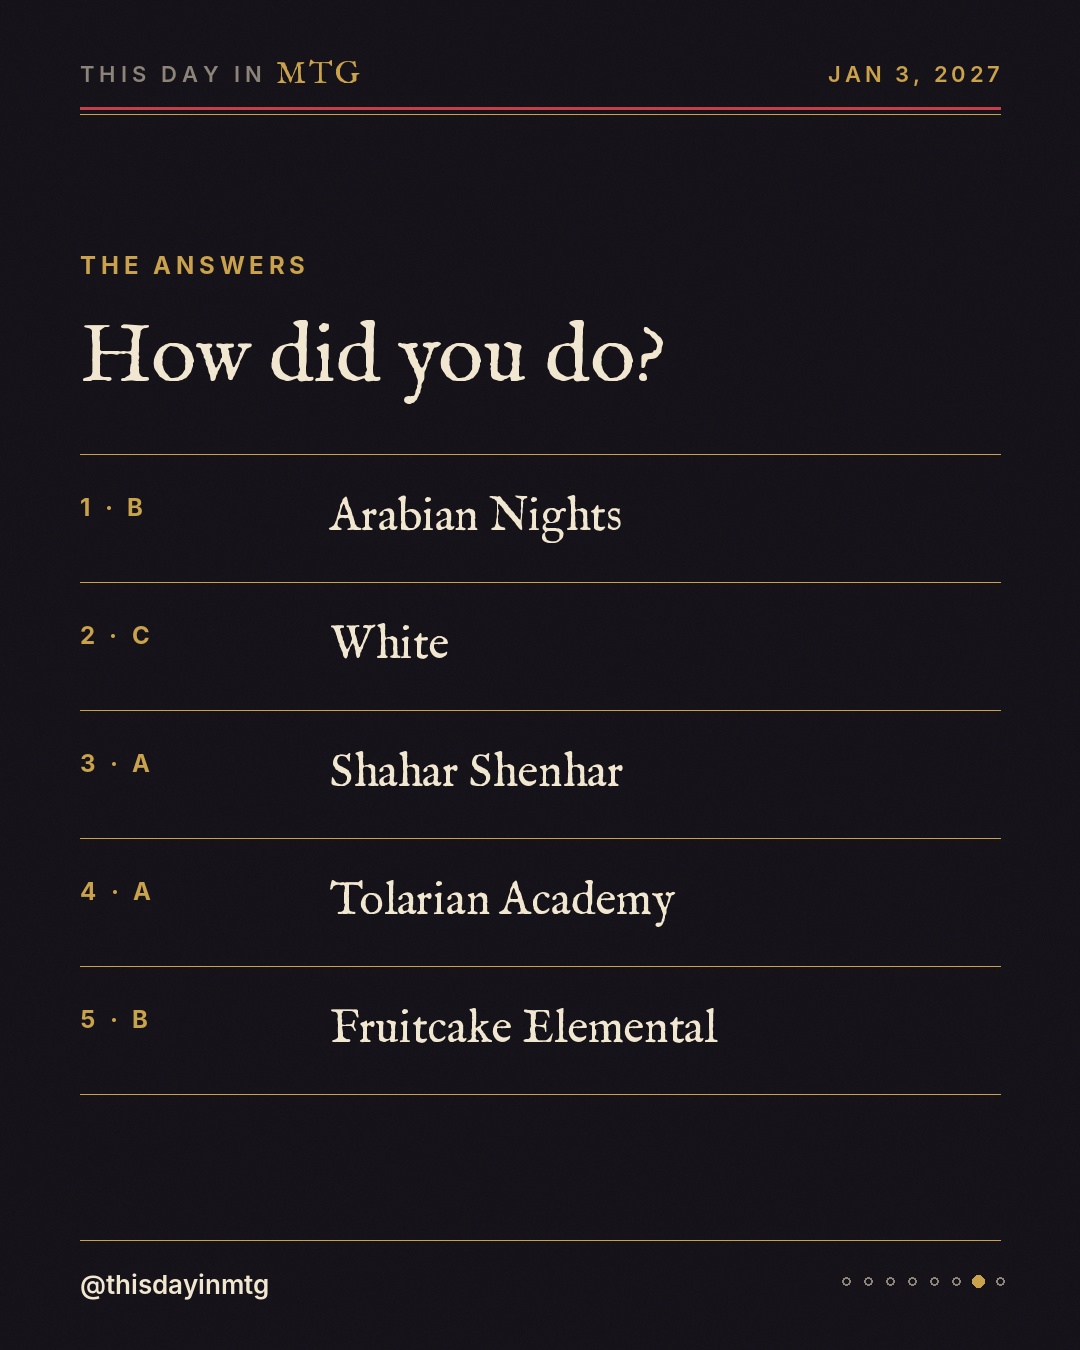 THIS DAY IN MTG
JAN 3, 2027
THE ANSWERS
How did you do?
1 · B
Arabian Nights
2 · C
White
3 · A
Shahar Shenhar
4 · A
Tolarian Academy
5 · B
Fruitcake Elemental
@thisdayinmtg